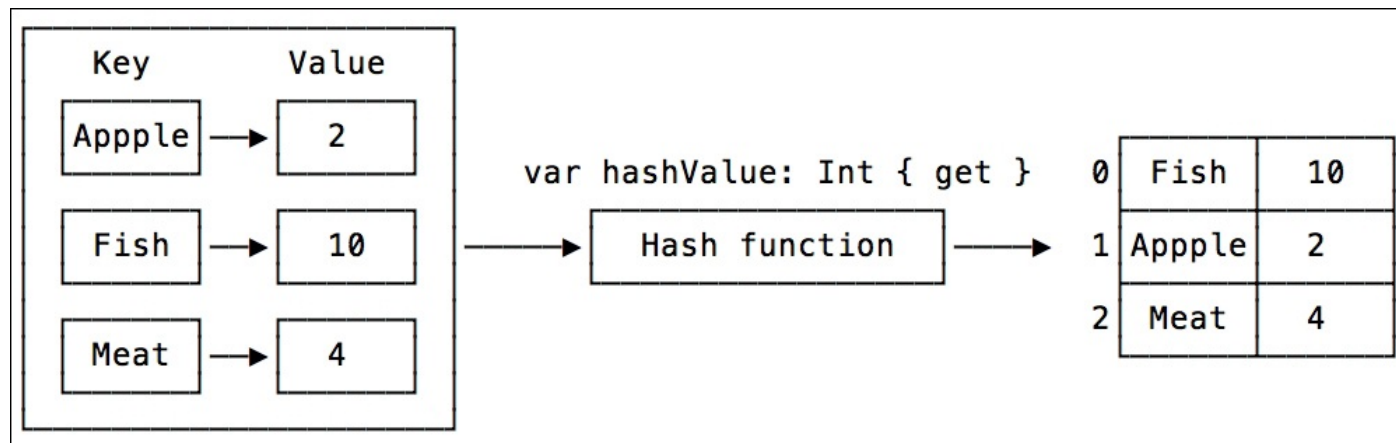 Key Value
Appple 2
Fish 10
Meat 4
var hashValue: Int { get }
Hash function
0 Fish 10
1 Appple 2
2 Meat 4